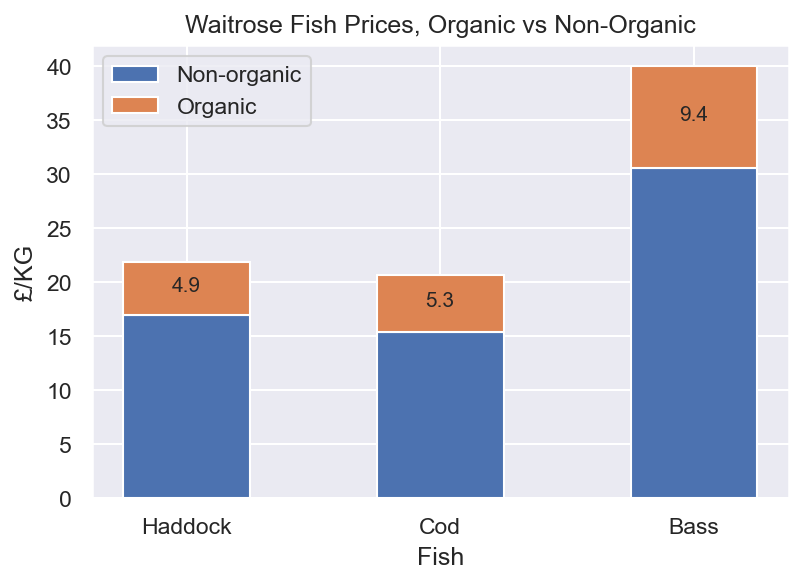 Waitrose Fish Prices, Organic vs Non-Organic
Non-organic
Organic
40
35
30
25
20
15
10
5
0
£/KG
4.9
5.3
9.4
Haddock
Cod
Bass
Fish